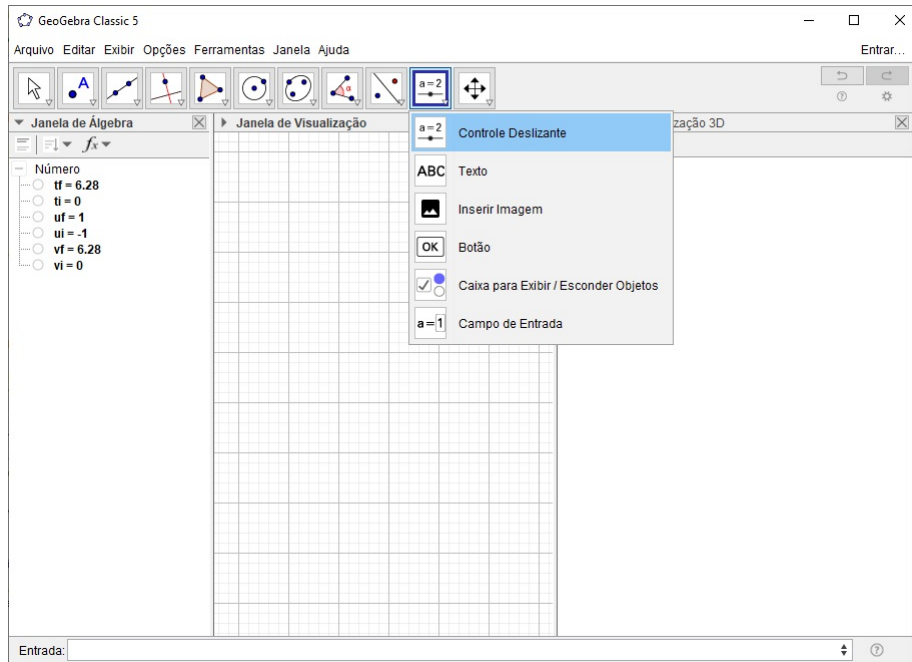 GeoGebra Classic 5
Arquivo Editar Exibir Opções Ferramentas Janela Ajuda Entrar...
A
α
a=2
Janela de Álgebra
Janela de Visualização
zação 3D
fx
Número
tf = 6.28
ti = 0
uf = 1
ui = -1
vf = 6.28
vi = 0
a=2 Controle Deslizante
ABC Texto
Inserir Imagem
OK Botão
Caixa para Exibir / Esconder Objetos
a=1 Campo de Entrada
Entrada: